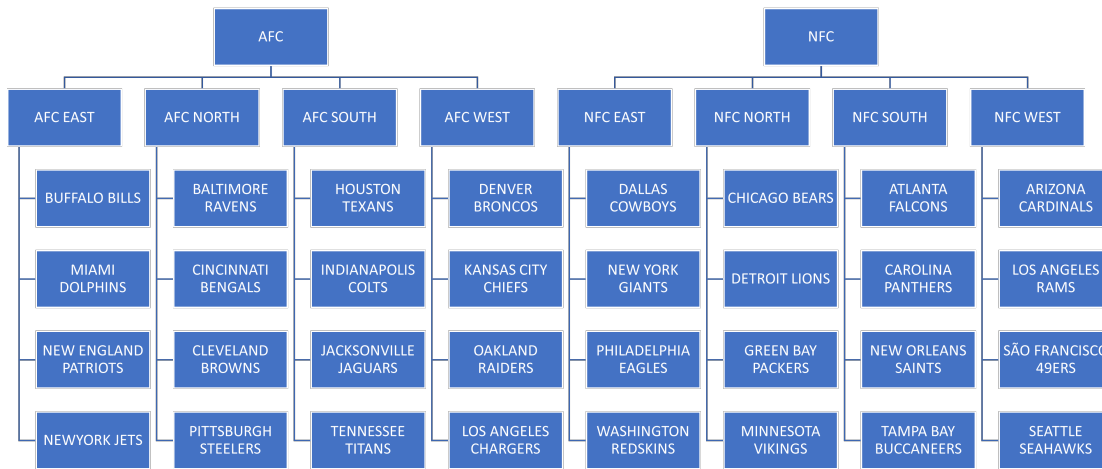 AFC
NFC
AFC EAST
AFC NORTH
AFC SOUTH
AFC WEST
NFC EAST
NFC NORTH
NFC SOUTH
NFC WEST
BUFFALO BILLS
BALTIMORE
RAVENS
HOUSTON
TEXANS
DENVER
BRONCOS
DALLAS
COWBOYS
CHICAGO BEARS
ATLANTA
FALCONS
ARIZONA
CARDINALS
MIAMI
DOLPHINS
CINCINNATI
BENGALS
INDIANAPOLIS
COLTS
KANSAS CITY
CHIEFS
NEW YORK
GIANTS
DETROIT LIONS
CAROLINA
PANTHERS
LOS ANGELES
RAMS
NEW ENGLAND
PATRIOTS
CLEVELAND
BROWNS
JACKSONVILLE
JAGUARS
OAKLAND
RAIDERS
PHILADELPHIA
EAGLES
GREEN BAY
PACKERS
NEW ORLEANS
SAINTS
SÃO FRANCISCO
49ERS
NEWYORK JETS
PITTSBURGH
STEELERS
TENNESSEE
TITANS
LOS ANGELES
CHARGERS
WASHINGTON
REDSKINS
MINNESOTA
VIKINGS
TAMPA BAY
BUCCANEERS
SEATTLE
SEAHAWKS